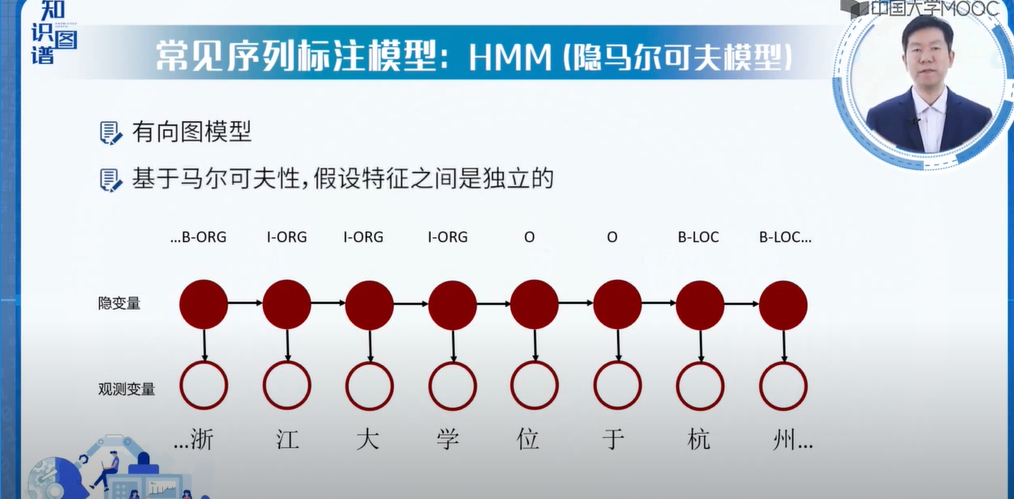 知识图谱
中国大学MOOC
常见序列标注模型：HMM (隐马尔可夫模型)
有向图模型
基于马尔可夫性，假设特征之间是独立的
...B-ORG I-ORG I-ORG I-ORG O O B-LOC B-LOC...
隐变量
观测变量
...浙 江 大 学 位 于 杭 州...